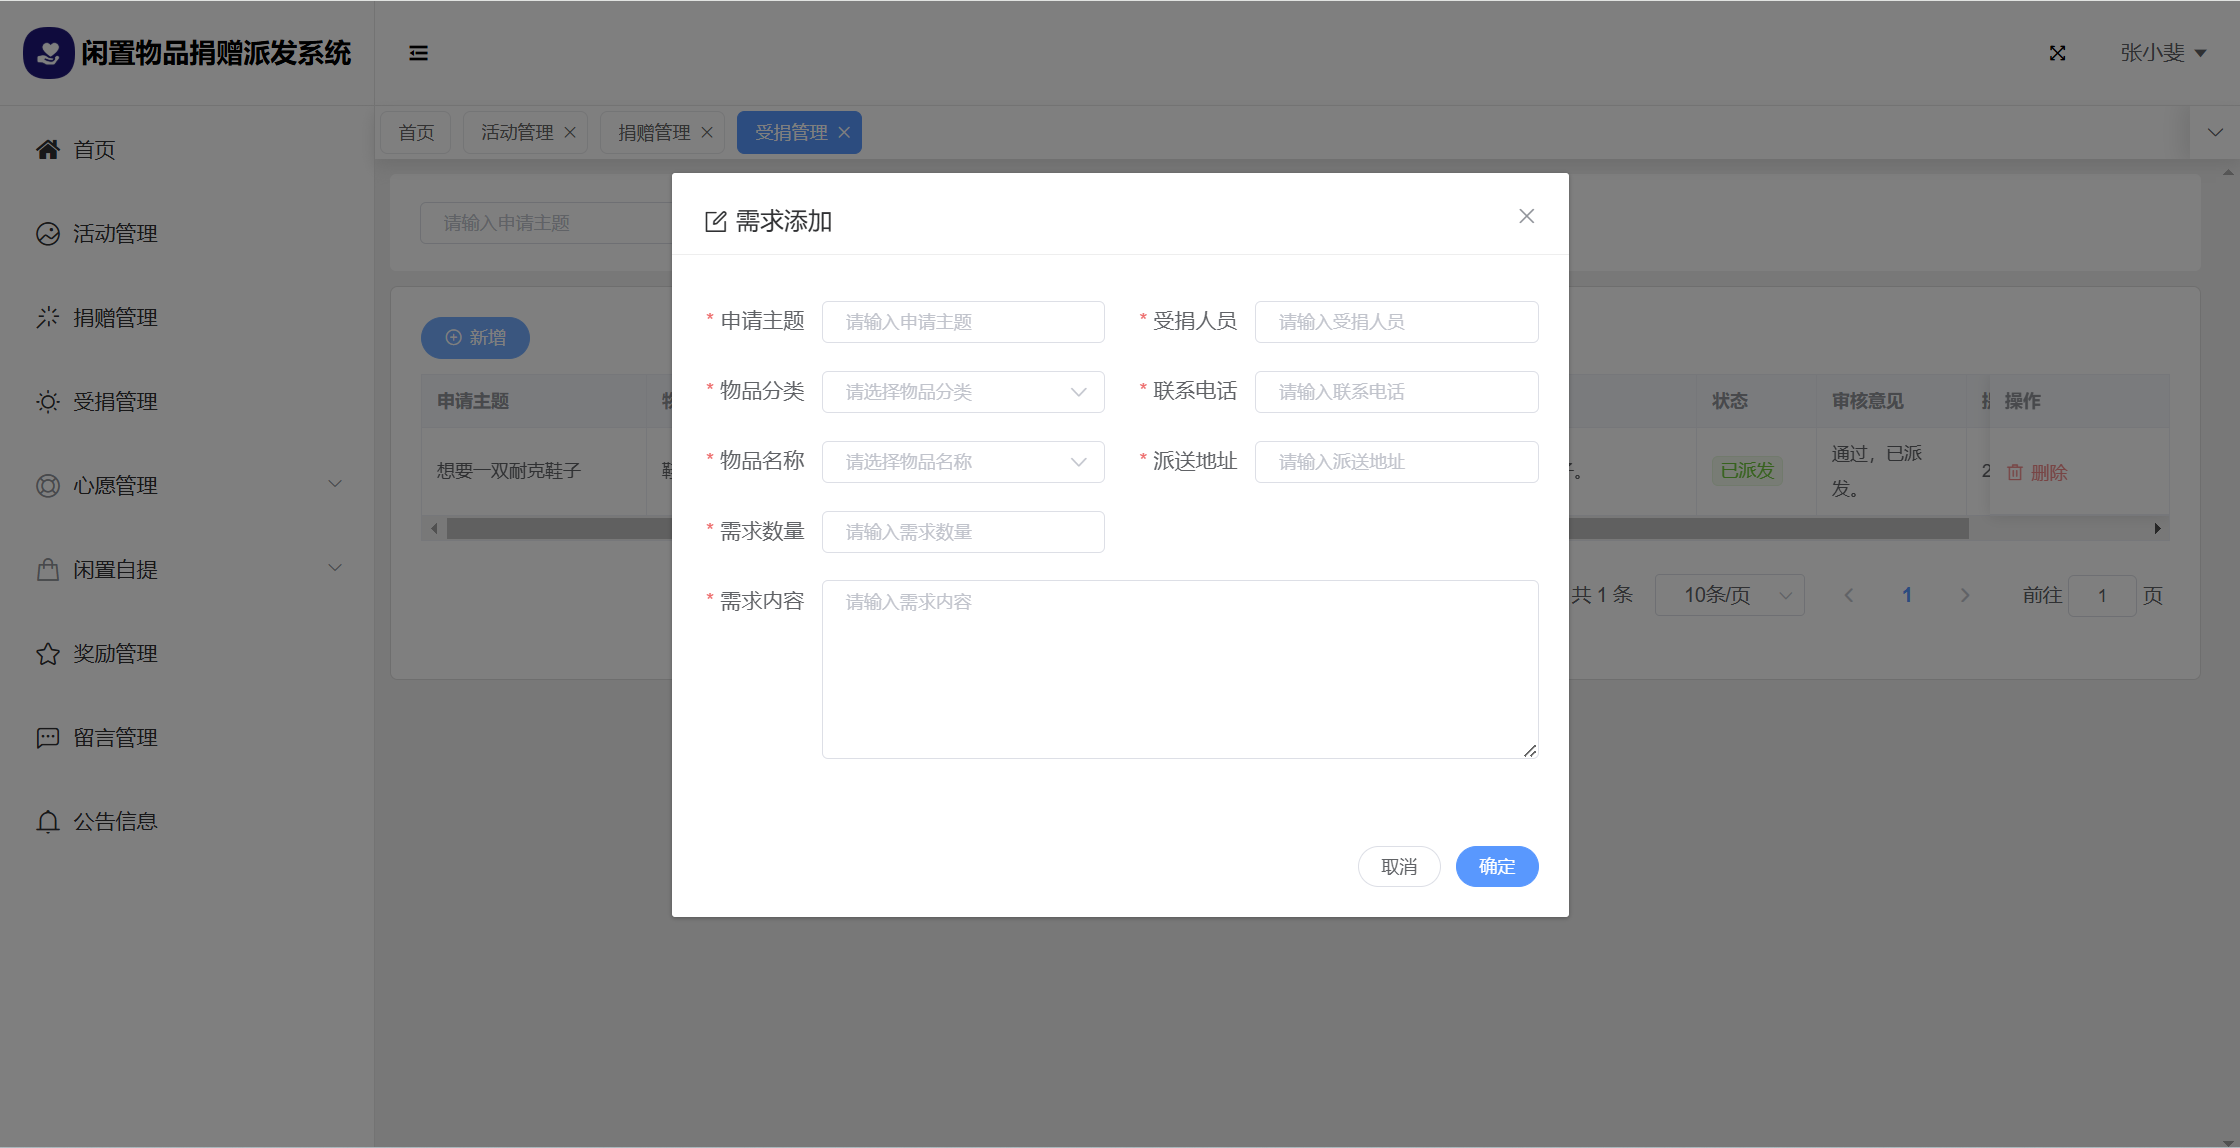 闲置物品捐赠派发系统
张小斐
首页
活动管理
捐赠管理
受捐管理
首页
活动管理
捐赠管理
受捐管理
心愿管理
闲置自提
奖励管理
留言管理
公告信息
请输入申请主题
新增
申请主题
状态
审核意见
操作
想要一双耐克鞋子
子。
已派发
通过，已派
发。
2
删除
共 1 条
10条/页
1
前往
1
页
需求添加
* 申请主题
请输入申请主题
* 受捐人员
请输入受捐人员
* 物品分类
请选择物品分类
* 联系电话
请输入联系电话
* 物品名称
请选择物品名称
* 派送地址
请输入派送地址
* 需求数量
请输入需求数量
* 需求内容
请输入需求内容
取消
确定